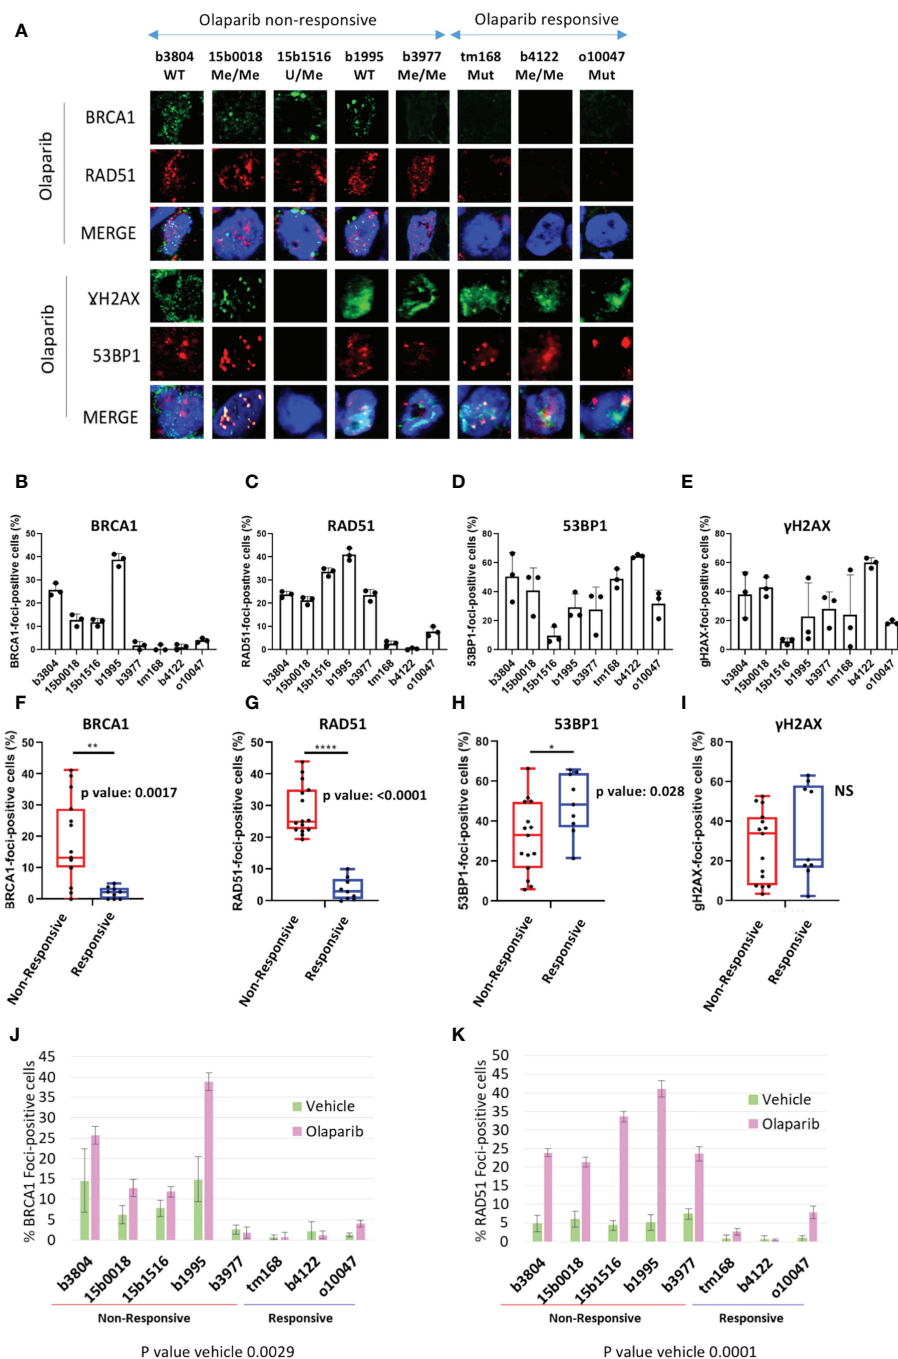 A
Olaparib non-responsive
Olaparib responsive
b3804 15b0018 15b1516 b1995 b3977 tm168 b4122 o10047
WT Me/Me U/Me WT Me/Me Mut Me/Me Mut
Olaparib
BRCA1
RAD51
MERGE
Olaparib
ɣH2AX
53BP1
MERGE
B
BRCA1
BRCA1-foci-positive cells (%)
50
40
30
20
10
0
b3804 15b0018 15b1516 b1995 b3977 tm168 b4122 o10047
C
RAD51
RAD51-foci-positive cells (%)
50
40
30
20
10
0
b3804 15b0018 15b1516 b1995 b3977 tm168 b4122 o10047
D
53BP1
53BP1-foci-positive cells (%)
80
60
40
20
0
b3804 15b0018 15b1516 b1995 b3977 tm168 b4122 o10047
E
γH2AX
gH2AX-foci-positive cells (%)
80
60
40
20
0
b3804 15b0018 15b1516 b1995 b3977 tm168 b4122 o10047
F
BRCA1
BRCA1-foci-positive cells (%)
50
40
30
20
10
0
**
p value: 0.0017
Non-Responsive Responsive
G
RAD51
RAD51-foci-positive cells (%)
50
40
30
20
10
0
****
p value: <0.0001
Non-Responsive Responsive
H
53BP1
53BP1-foci-positive cells (%)
80
60
40
20
0
*
p value: 0.028
Non-Responsive Responsive
I
γH2AX
gH2AX-foci-positive cells (%)
80
60
40
20
0
NS
Non-Responsive Responsive
J
% BRCA1 Foci-positive cells
45
40
35
30
25
20
15
10
5
0
Vehicle
Olaparib
b3804 15b0018 15b1516 b1995 b3977 tm168 b4122 o10047
Non-Responsive Responsive
P value vehicle 0.0029
K
% RAD51 Foci-positive cells
50
45
40
35
30
25
20
15
10
5
0
Vehicle
Olaparib
b3804 15b0018 15b1516 b1995 b3977 tm168 b4122 o10047
Non-Responsive Responsive
P value vehicle 0.0001